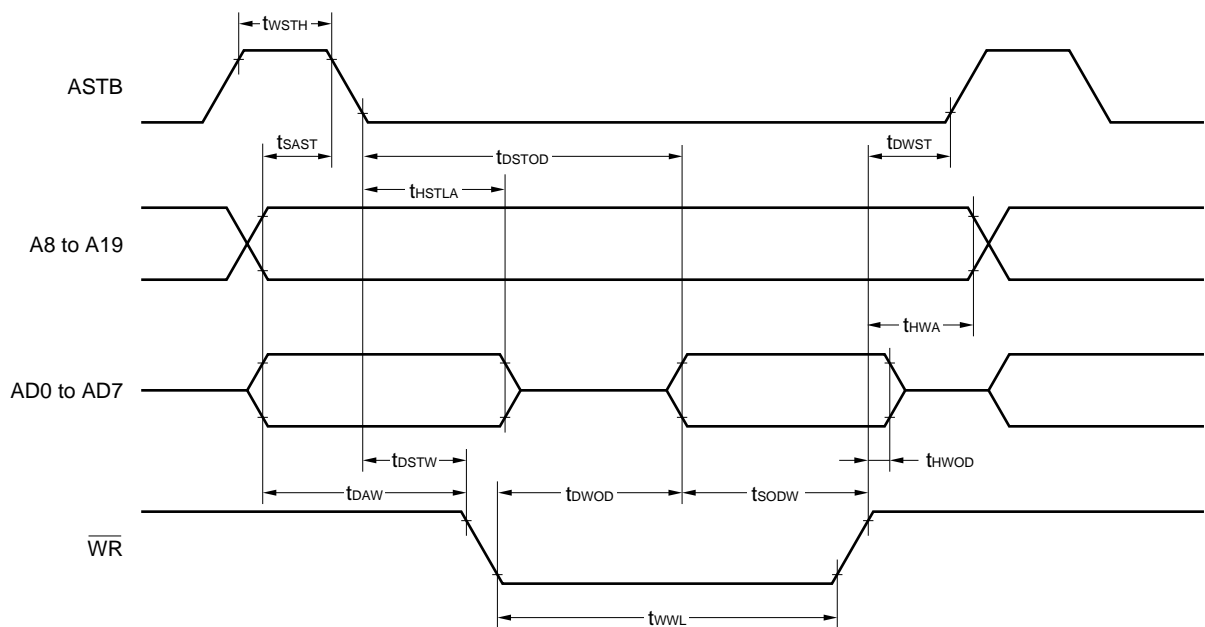 tWSTH
ASTB
tSAST
tDSTOD
tDWST
tHSTLA
A8 to A19
tHWA
AD0 to AD7
tDSTW
tHWOD
tDAW
tDWOD
tSODW
WR
tWWL